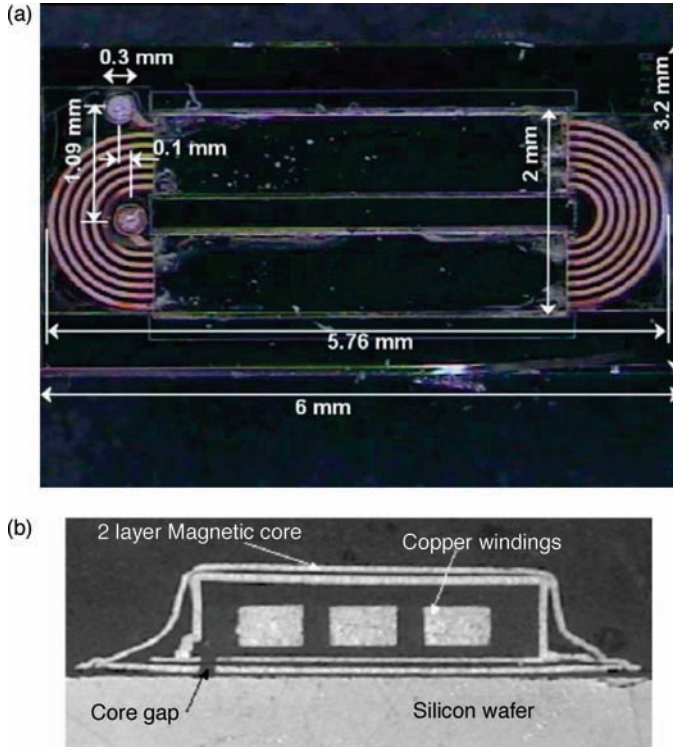 (a)
0.3 mm
3.2 mm
1.09 mm
0.1 mm
2 mm
5.76 mm
6 mm
(b)
2 layer Magnetic core
Copper windings
Core gap
Silicon wafer